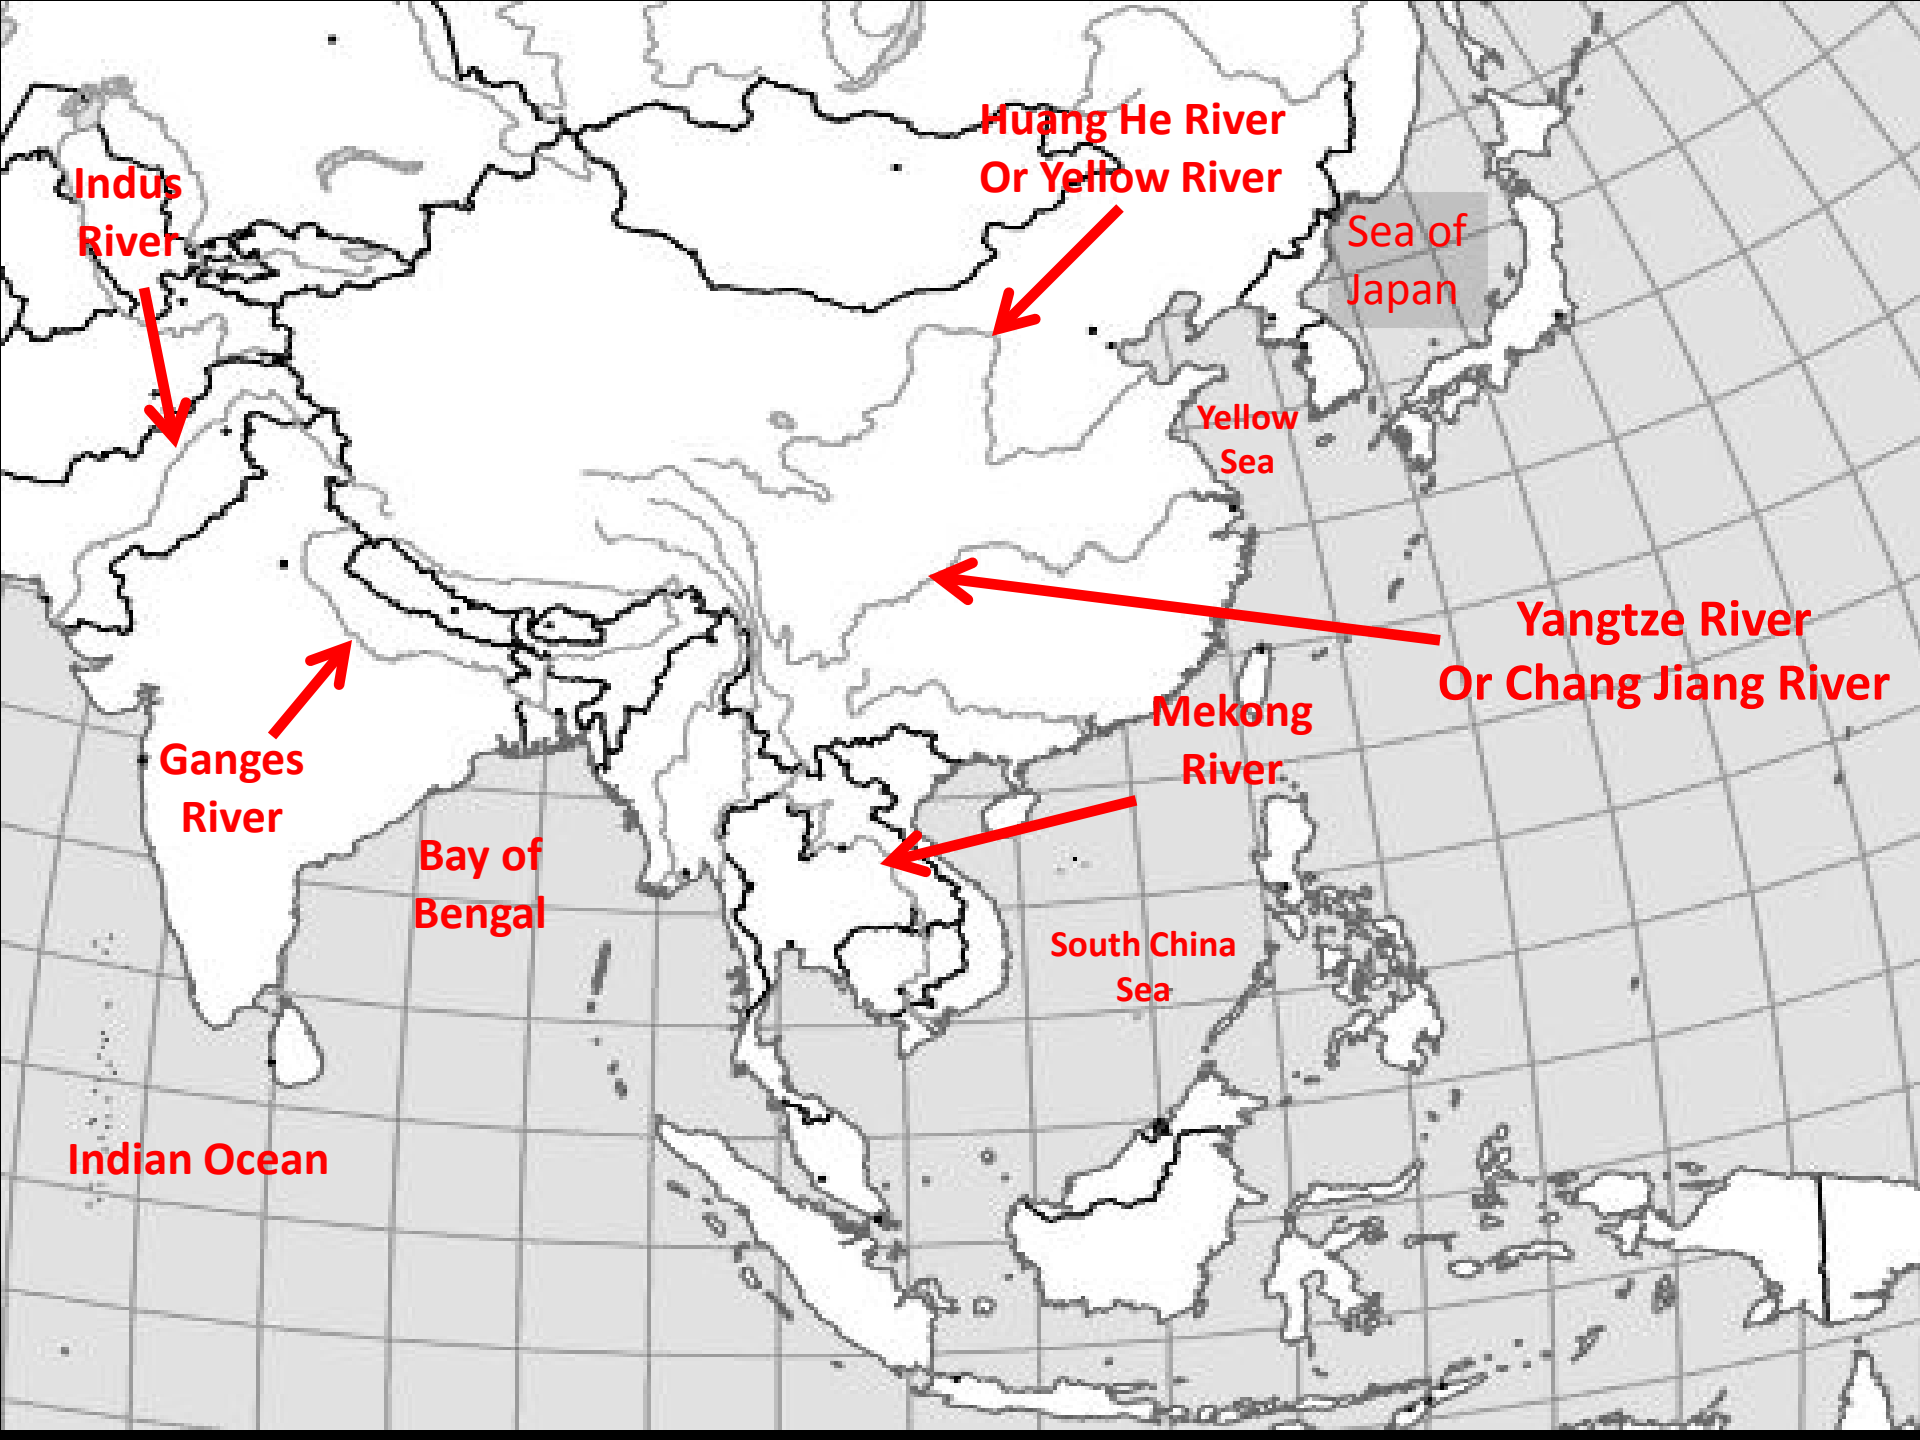 Huang He River
Or Yellow River
Indus
River
Sea of
Japan
Yellow
Sea
Yangtze River
Or Chang Jiang River
Mekong
River
Ganges
River
Bay of
Bengal
South China
Sea
Indian Ocean